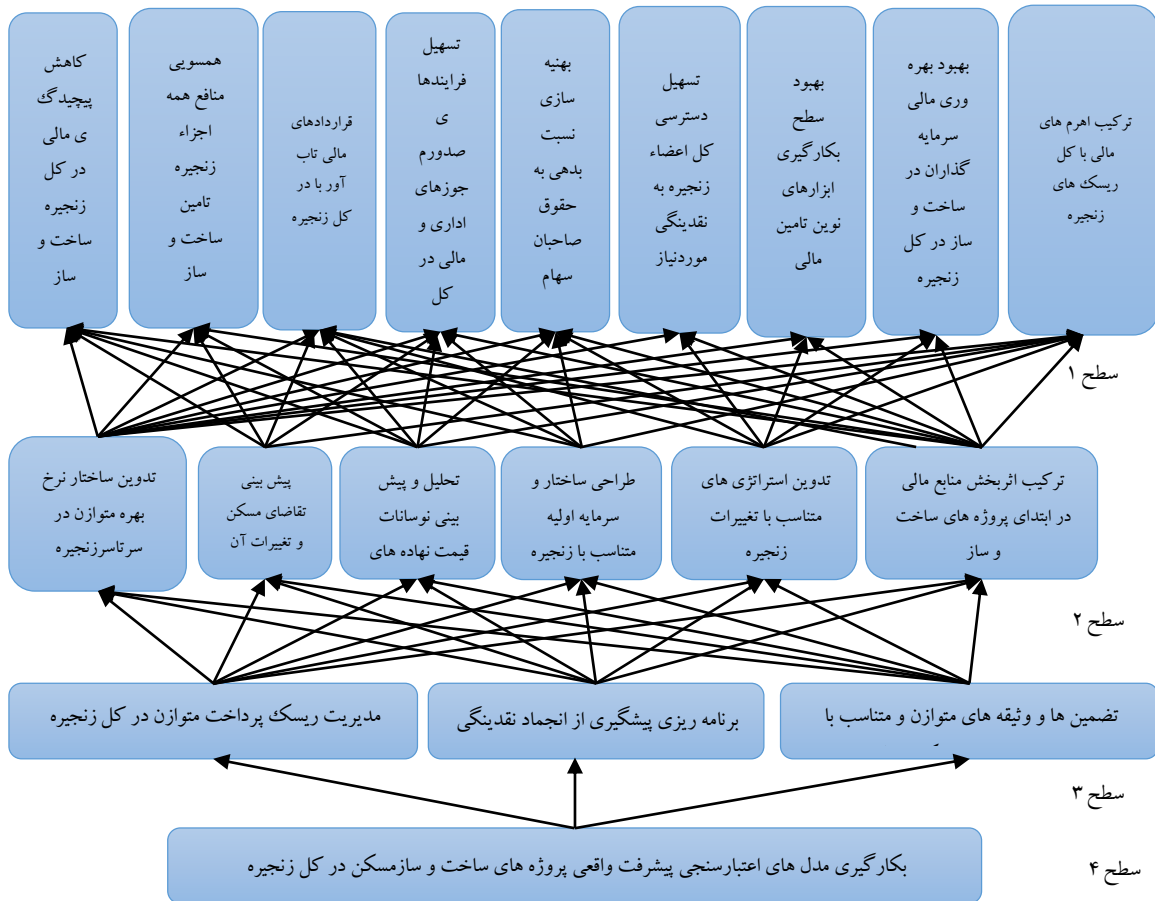 ترکیب اهرم های
مالی با کل
ریسک های
زنجیره
بهبود بهره
وری مالی
سرمایه
گذاران در
ساخت و
ساز در کل
زنجیره
بهبود
سطح
بکارگیری
ابزارهای
نوین تامین
مالی
تسهیل
دسترسی
کل اعضاء
زنجیره به
نقدینگی
موردنیاز
بهنیه
سازی
نسبت
بدهی به
حقوق
صاحبان
سهام
تسهیل
فرایندها
ی
صدورم
جوزهای
اداری و
مالی در
کل
قراردادهای
مالی تاب
آور با در
کل زنجیره
همسویی
منافع همه
اجزاء
زنجیره
تامین
ساخت و
ساز
کاهش
پیچیدگ
ی مالی
در کل
زنجیره
ساخت و
ساز
سطح ۱
ترکیب اثربخش منابع مالی
در ابتدای پروژه های ساخت
و ساز
تدوین استراتژی های
متناسب با تغییرات
زنجیره
طراحی ساختار و
سرمایه اولیه
متناسب با زنجیره
تحلیل و پیش
بینی نوسانات
قیمت نهاده های
پیش بینی
تقاضای مسکن
و تغییرات آن
تدوین ساختار نرخ
بهره متوازن در
سرتاسرزنجیره
سطح ۲
تضمین ها و وثیقه های متوازن و متناسب با
برنامه ریزی پیشگیری از انجماد نقدینگی
مدیریت ریسک پرداخت متوازن در کل زنجیره
سطح ۳
بکارگیری مدل های اعتبارسنجی پیشرفت واقعی پروژه های ساخت و سازمسکن در کل زنجیره
سطح ۴